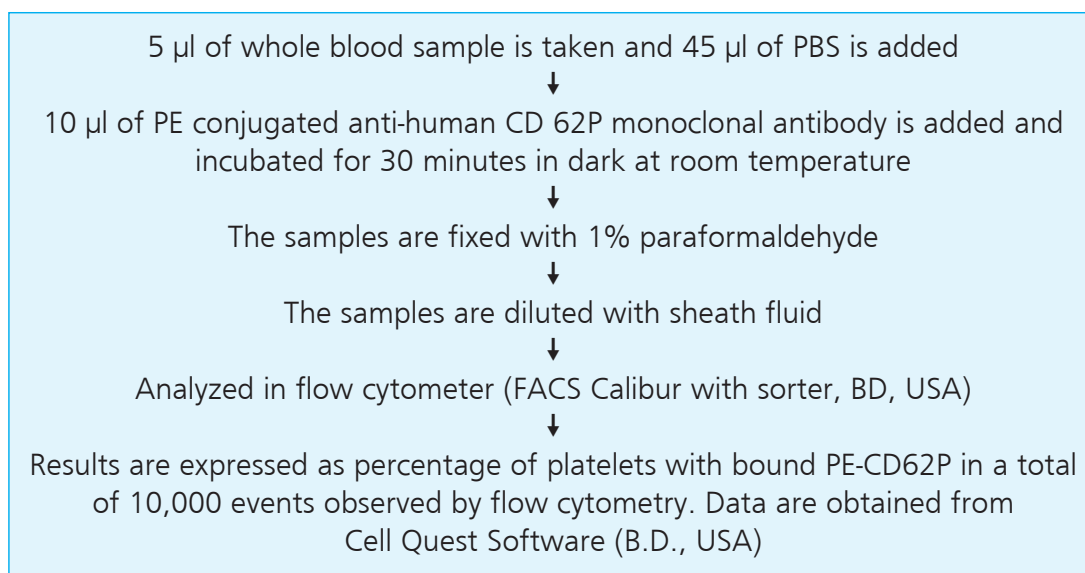 5 µl of whole blood sample is taken and 45 µl of PBS is added
10 µl of PE conjugated anti-human CD 62P monoclonal antibody is added and
incubated for 30 minutes in dark at room temperature
The samples are fixed with 1% paraformaldehyde
The samples are diluted with sheath fluid
Analyzed in flow cytometer (FACS Calibur with sorter, BD, USA)
Results are expressed as percentage of platelets with bound PE-CD62P in a total
of 10,000 events observed by flow cytometry. Data are obtained from
Cell Quest Software (B.D., USA)